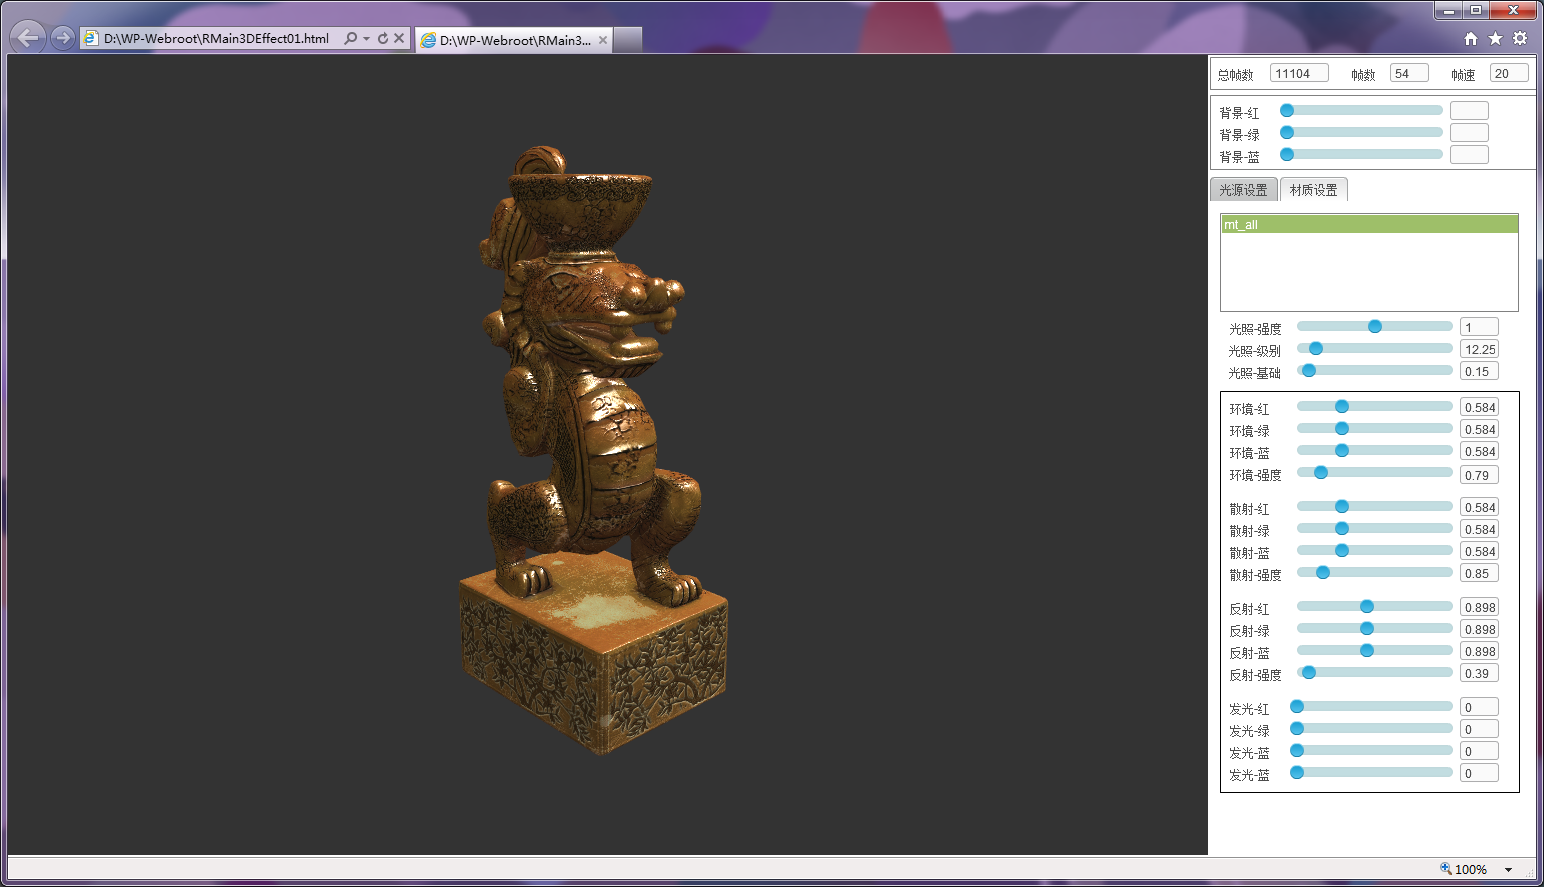 D:\WP-Webroot\RMain3DEffect01.html
D:\WP-Webroot\RMain3...
总帧数 11104 帧数 54 帧速 20
背景-红
背景-绿
背景-蓝
光源设置 材质设置
mt_all
光照-强度 1
光照-级别 12.25
光照-基础 0.15
环境-红 0.584
环境-绿 0.584
环境-蓝 0.584
环境-强度 0.79
散射-红 0.584
散射-绿 0.584
散射-蓝 0.584
散射-强度 0.85
反射-红 0.898
反射-绿 0.898
反射-蓝 0.898
反射-强度 0.39
发光-红 0
发光-绿 0
发光-蓝 0
发光-蓝 0
100%